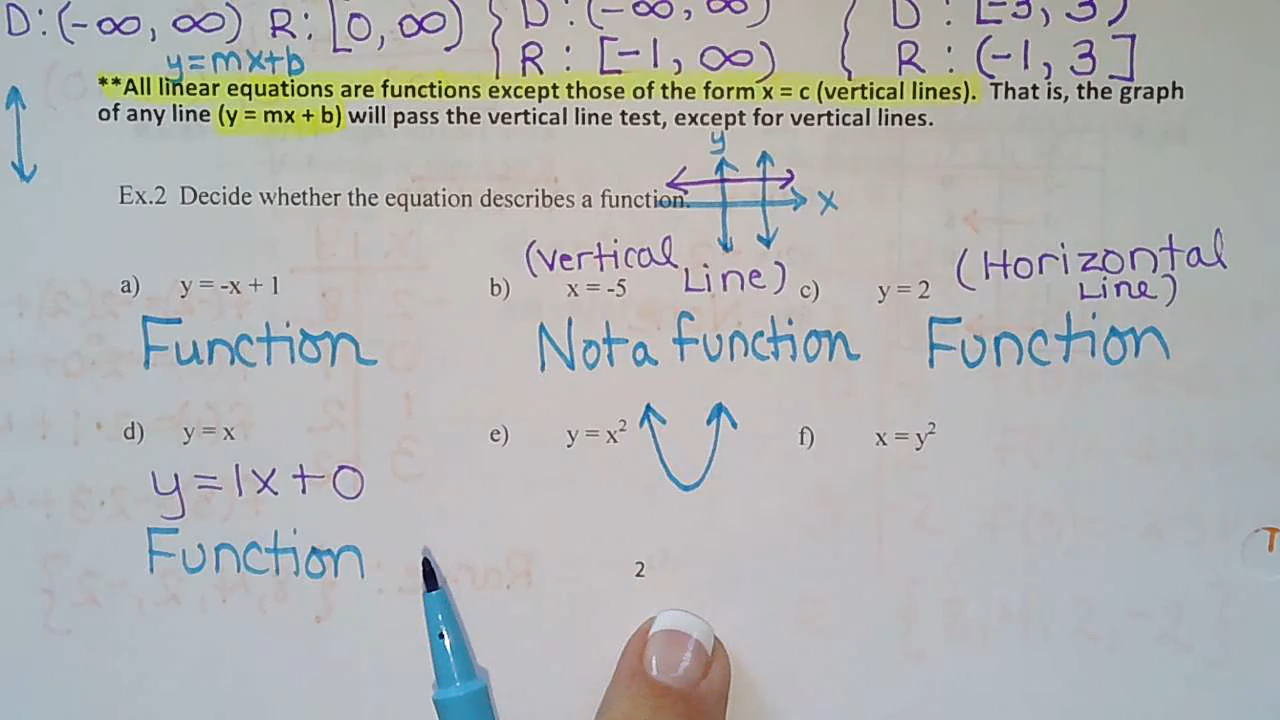 D:(-∞, ∞) R: [0, ∞) { D:(-∞, ∞) { D: [-3, 3)
y=mx+b R: [-1, ∞) R: (-1, 3]
**All linear equations are functions except those of the form x = c (vertical lines). That is, the graph
of any line (y = mx + b) will pass the vertical line test, except for vertical lines.
y
Ex.2 Decide whether the equation describes a function.
x
(vertical Line) (Horizontal Line)
a) y = -x + 1 b) x = -5 c) y = 2
Function Not a function Function
d) y = x e) y = x² f) x = y²
y=1x+0
Function
2